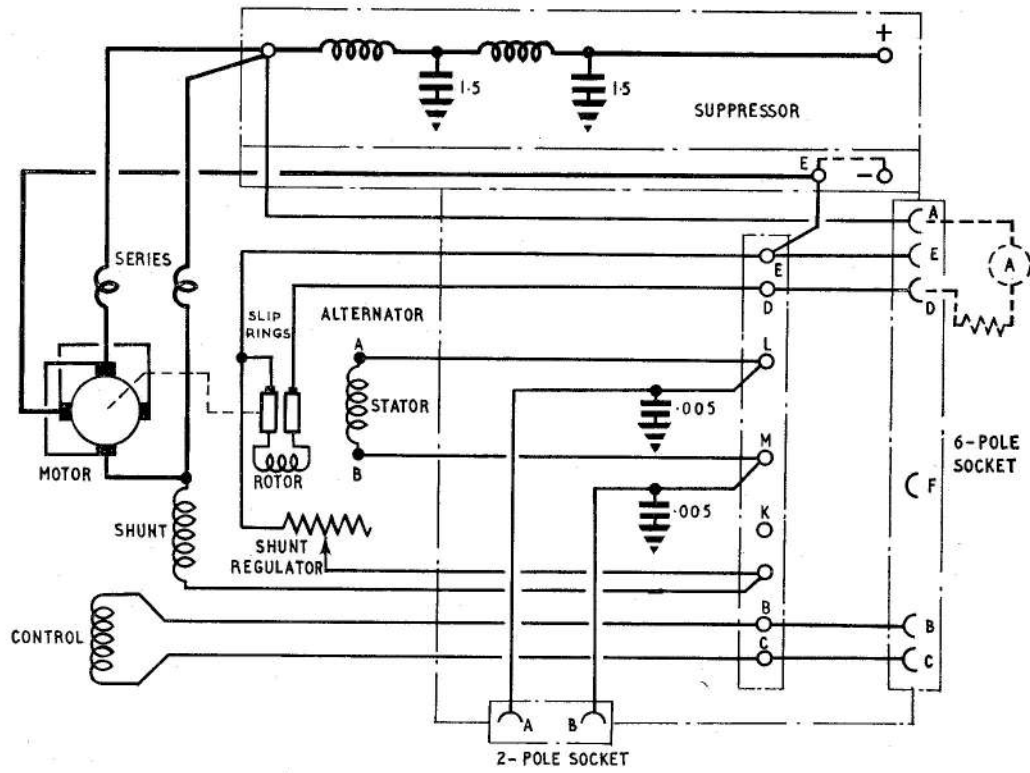 +
1·5
1·5
SUPPRESSOR
E
−
A
SERIES
E
E
A
D
D
SLIP
RINGS
ALTERNATOR
A
L
STATOR
·005
MOTOR
B
M
6-POLE
SOCKET
ROTOR
F
·005
K
SHUNT
SHUNT
REGULATOR
B
B
CONTROL
C
C
A
B
2-POLE SOCKET